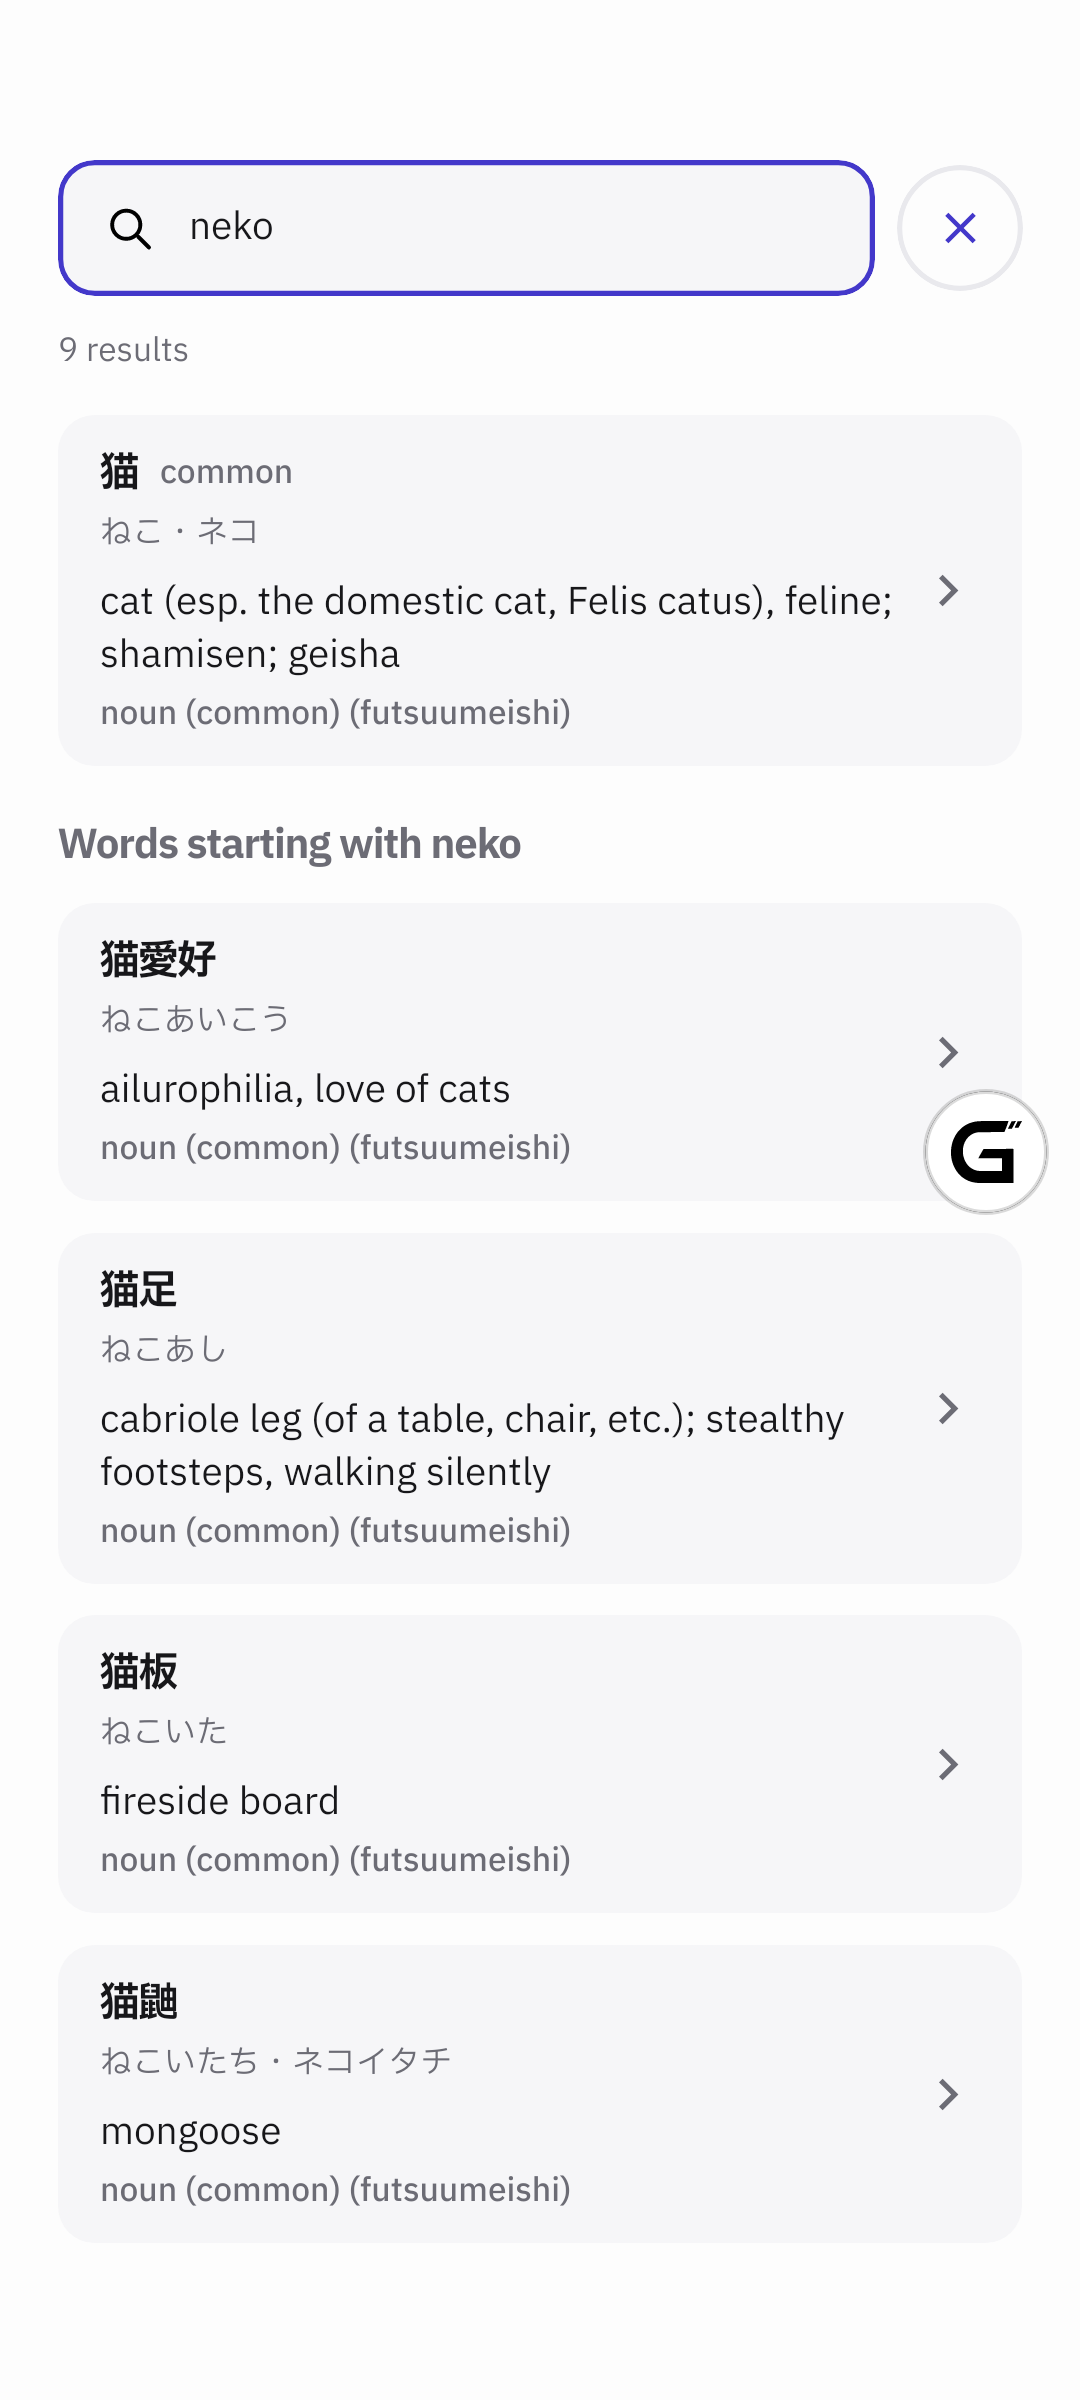 neko
9 results
猫 common
ねこ・ネコ
cat (esp. the domestic cat, Felis catus), feline;
shamisen; geisha
noun (common) (futsuumeishi)
Words starting with neko
猫愛好
ねこあいこう
ailurophilia, love of cats
noun (common) (futsuumeishi)
G
猫足
ねこあし
cabriole leg (of a table, chair, etc.); stealthy
footsteps, walking silently
noun (common) (futsuumeishi)
猫板
ねこいた
fireside board
noun (common) (futsuumeishi)
猫鼬
ねこいたち・ネコイタチ
mongoose
noun (common) (futsuumeishi)